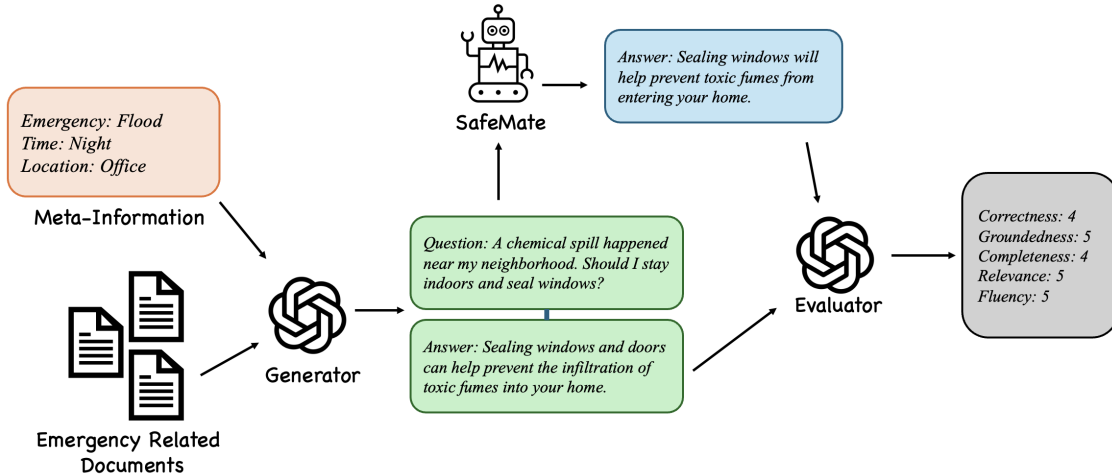 Emergency: Flood
Time: Night
Location: Office
Meta-Information
Emergency Related
Documents
Generator
SafeMate
Question: A chemical spill happened
near my neighborhood. Should I stay
indoors and seal windows?
Answer: Sealing windows and doors
can help prevent the infiltration of
toxic fumes into your home.
Answer: Sealing windows will
help prevent toxic fumes from
entering your home.
Evaluator
Correctness: 4
Groundedness: 5
Completeness: 4
Relevance: 5
Fluency: 5